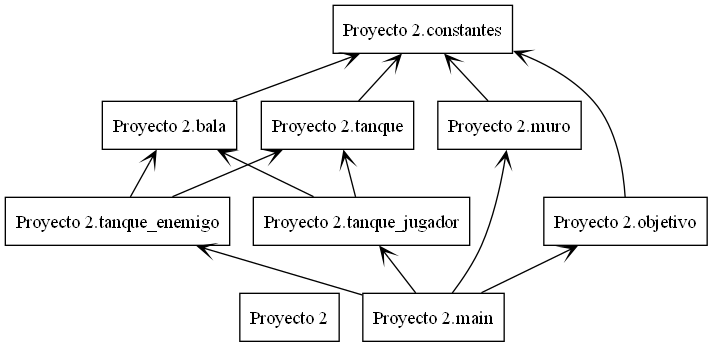 Proyecto 2.constantes
Proyecto 2.bala
Proyecto 2.tanque
Proyecto 2.muro
Proyecto 2.tanque_enemigo
Proyecto 2.tanque_jugador
Proyecto 2.objetivo
Proyecto 2
Proyecto 2.main